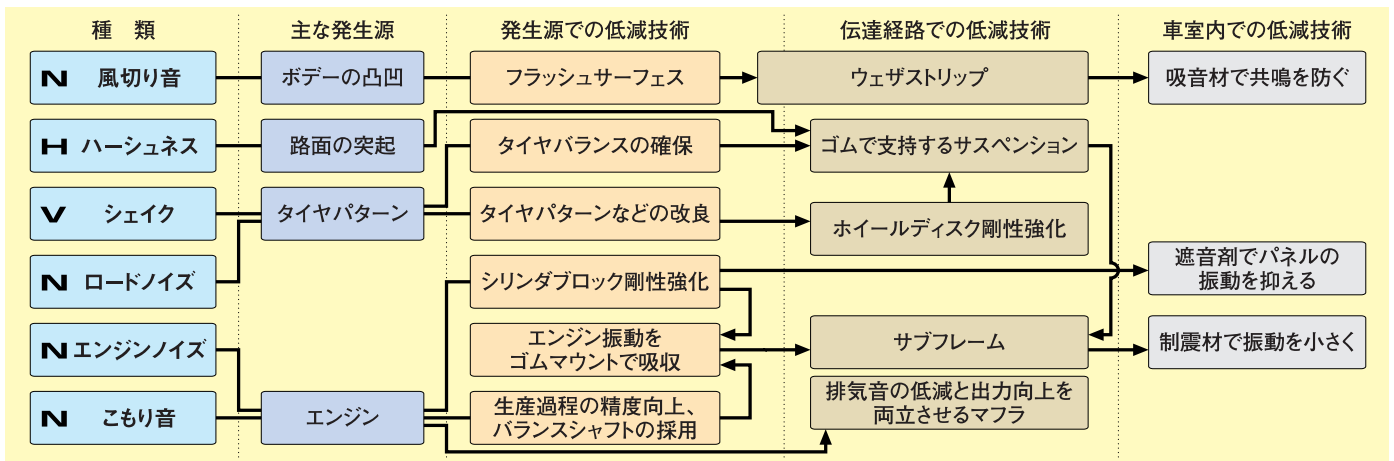 種　類
主な発生源
発生源での低減技術
伝達経路での低減技術
車室内での低減技術
N 風切り音
ボデーの凸凹
フラッシュサーフェス
ウェザストリップ
吸音材で共鳴を防ぐ
H ハーシュネス
路面の突起
タイヤバランスの確保
ゴムで支持するサスペンション
V シェイク
タイヤパターン
タイヤパターンなどの改良
ホイールディスク剛性強化
N ロードノイズ
シリンダブロック剛性強化
遮音剤でパネルの
振動を抑える
N エンジンノイズ
エンジン振動を
ゴムマウントで吸収
サブフレーム
制震材で振動を小さく
N こもり音
エンジン
生産過程の精度向上、
バランスシャフトの採用
排気音の低減と出力向上を
両立させるマフラ